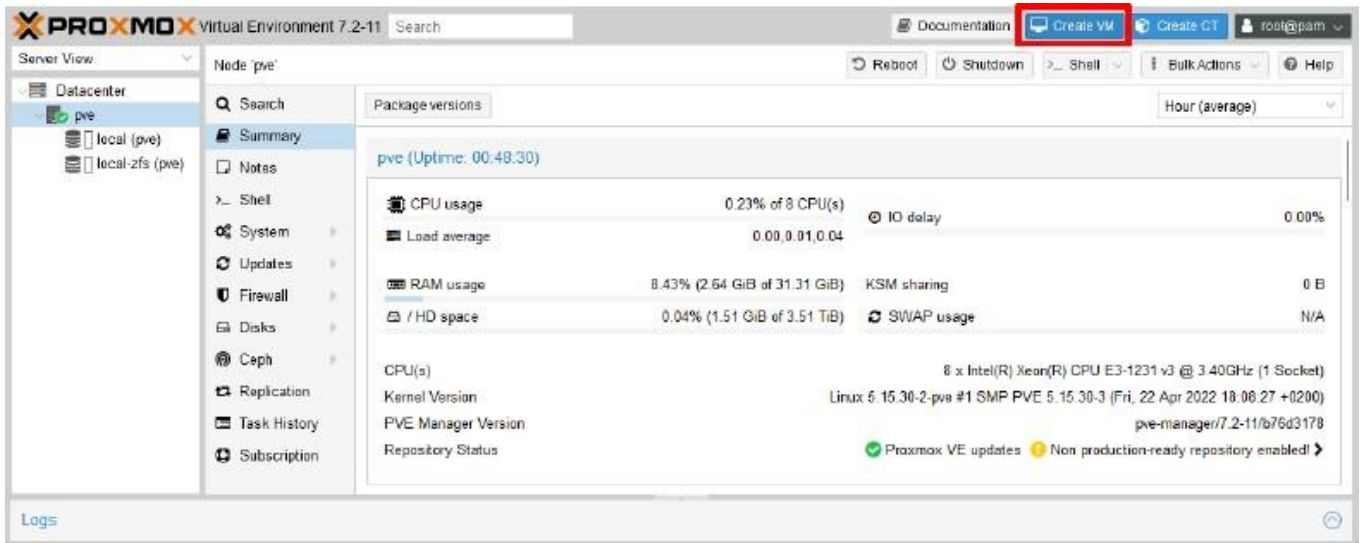 PROXMOX Virtual Environment 7.2-11 Search Documentation Create VM Create CT root@pam
Server View Node 'pve' Reboot Shutdown >_ Shell Bulk Actions Help
Datacenter
pve
local (pve)
local-zfs (pve)
Search
Summary
Notes
>_ Shell
System
Updates
Firewall
Disks
Ceph
Replication
Task History
Subscription
Package versions Hour (average)
pve (Uptime: 00:48:30)
CPU usage 0.23% of 8 CPU(s)
Load average 0.00,0.01,0.04
IO delay 0.00%
RAM usage 8.43% (2.64 GiB of 31.31 GiB)
KSM sharing 0 B
/ HD space 0.04% (1.51 GiB of 3.51 TiB)
SWAP usage N/A
CPU(s) 8 x Intel(R) Xeon(R) CPU E3-1231 v3 @ 3.40GHz (1 Socket)
Kernel Version Linux 5.15.30-2-pve #1 SMP PVE 5.15.30-3 (Fri, 22 Apr 2022 18:08:27 +0200)
PVE Manager Version pve-manager/7.2-11/b76d3178
Repository Status Proxmox VE updates Non production-ready repository enabled!
Logs